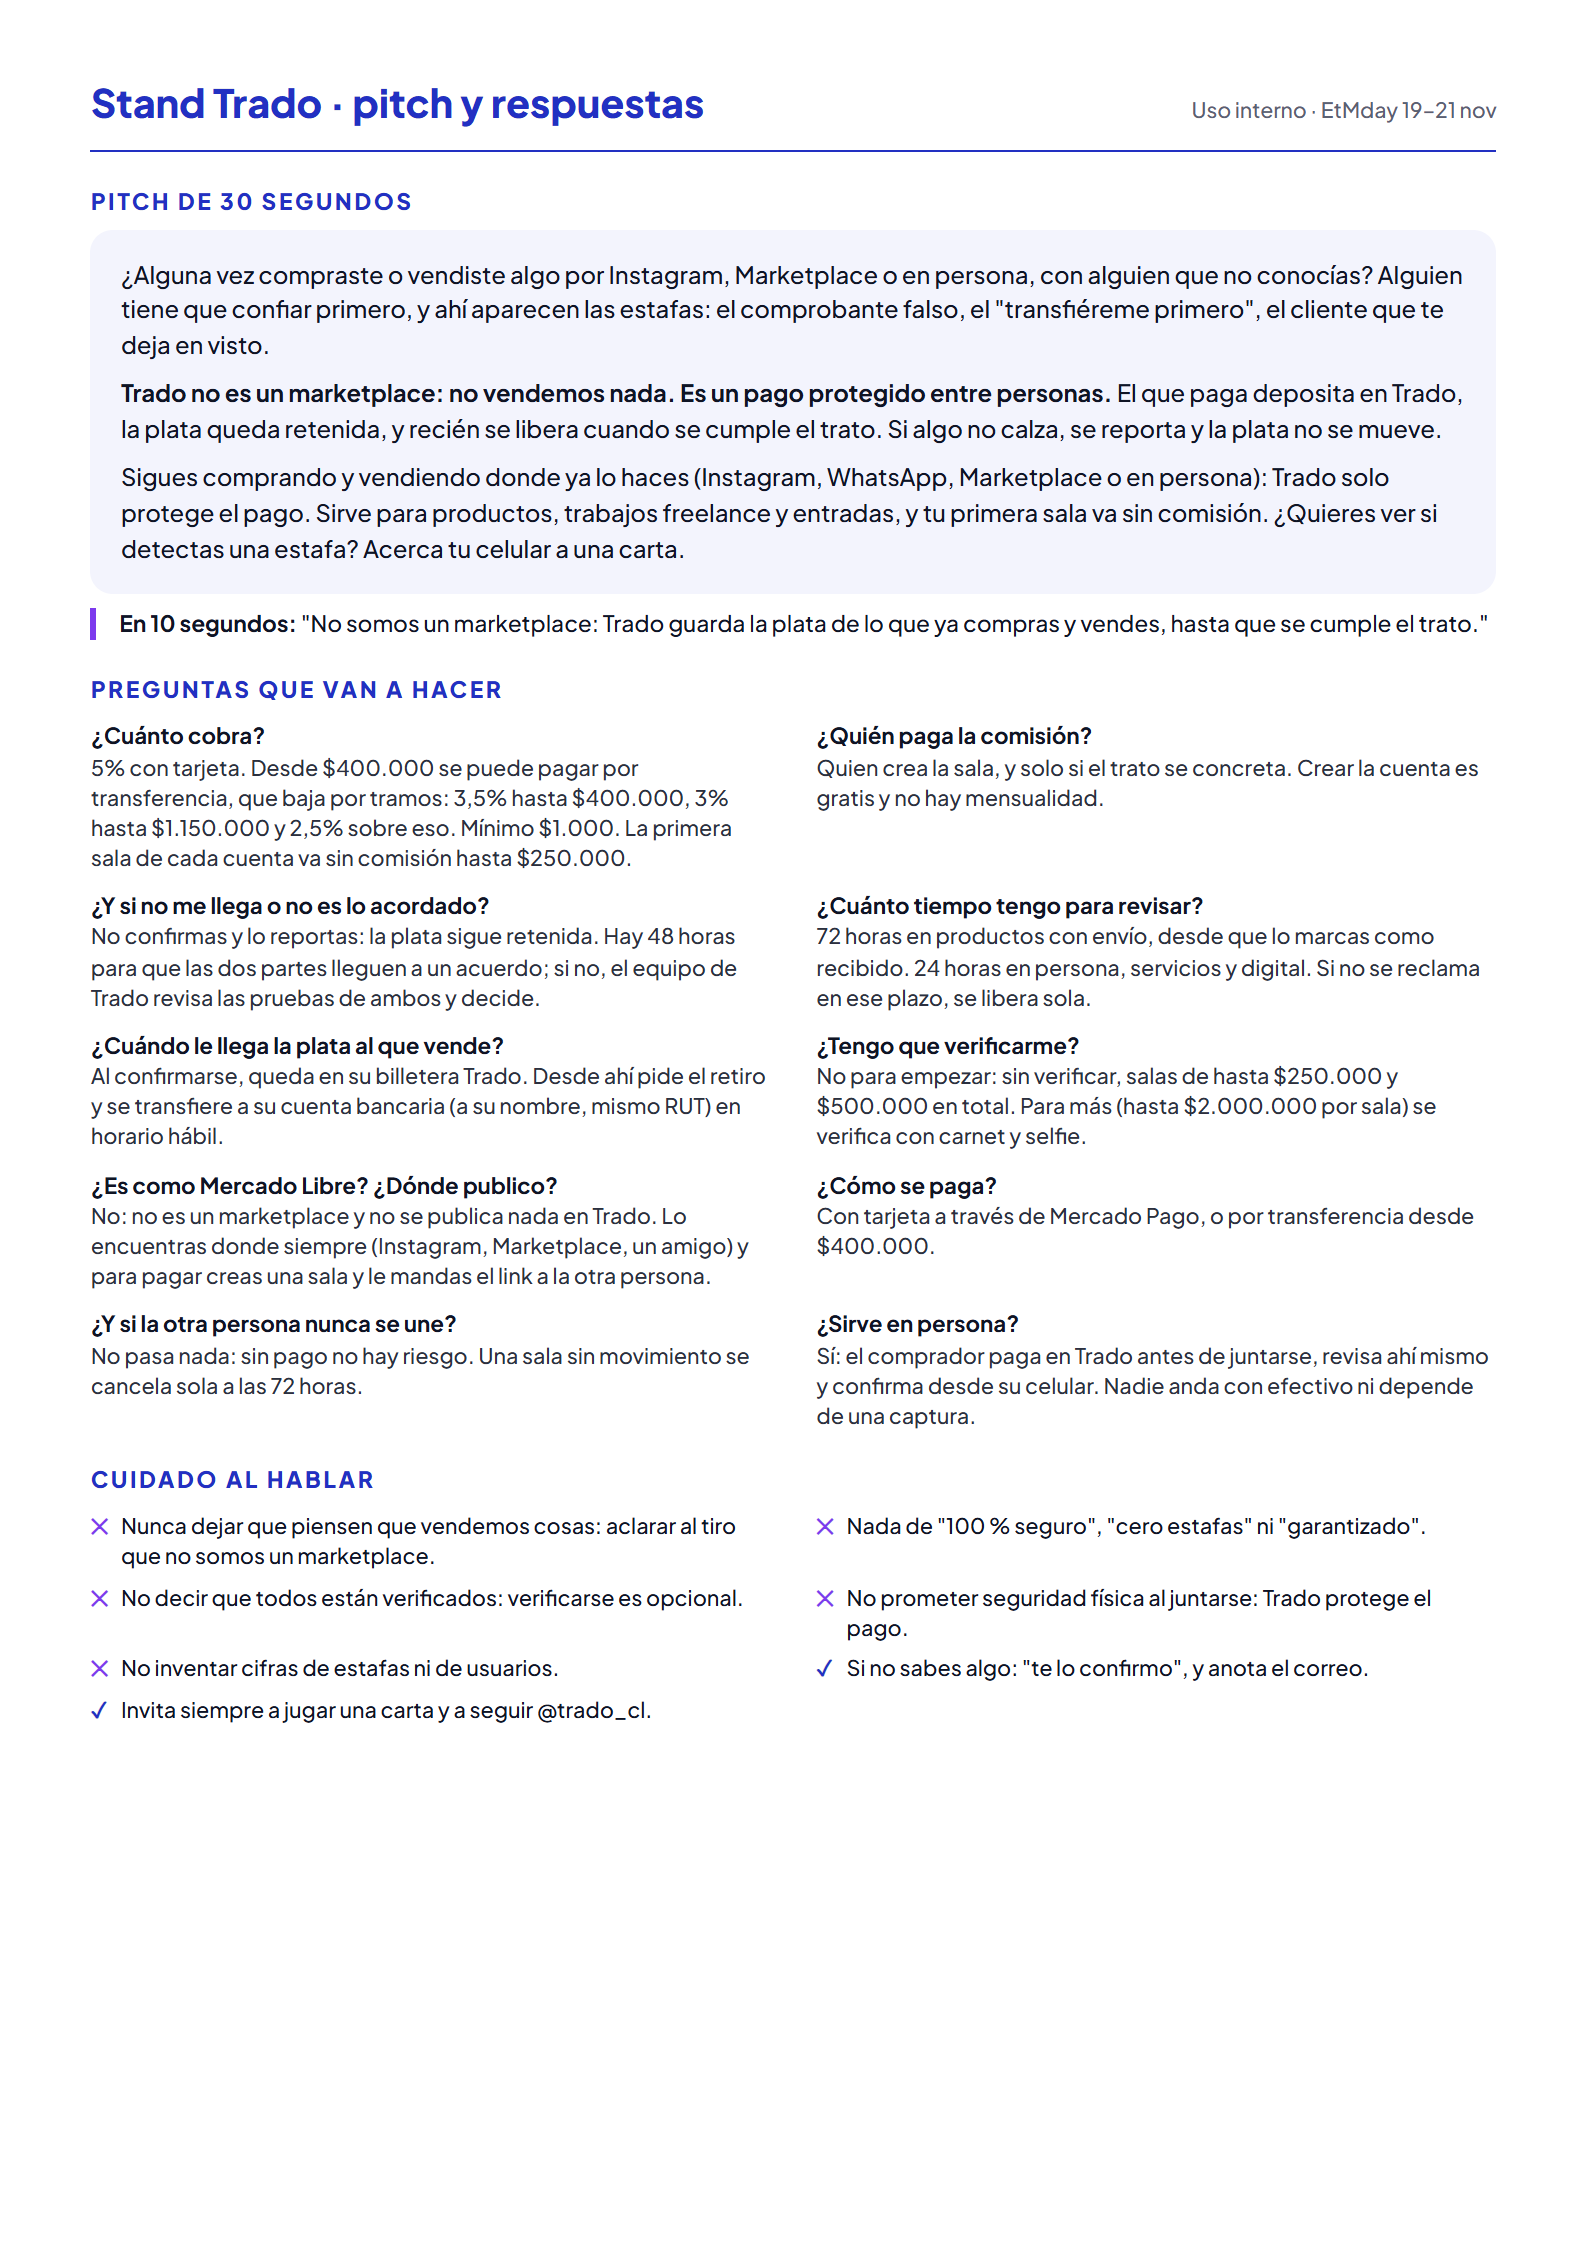 Stand Trado · pitch y respuestas
Uso interno · EtMday 19–21 nov
PITCH DE 30 SEGUNDOS
¿Alguna vez compraste o vendiste algo por Instagram, Marketplace o en persona, con alguien que no conocías? Alguien
tiene que confiar primero, y ahí aparecen las estafas: el comprobante falso, el "transfiéreme primero", el cliente que te
deja en visto.
Trado no es un marketplace: no vendemos nada. Es un pago protegido entre personas. El que paga deposita en Trado,
la plata queda retenida, y recién se libera cuando se cumple el trato. Si algo no calza, se reporta y la plata no se mueve.
Sigues comprando y vendiendo donde ya lo haces (Instagram, WhatsApp, Marketplace o en persona): Trado solo
protege el pago. Sirve para productos, trabajos freelance y entradas, y tu primera sala va sin comisión. ¿Quieres ver si
detectas una estafa? Acerca tu celular a una carta.
En 10 segundos: "No somos un marketplace: Trado guarda la plata de lo que ya compras y vendes, hasta que se cumple el trato."
PREGUNTAS QUE VAN A HACER
¿Cuánto cobra?
5% con tarjeta. Desde $400.000 se puede pagar por
transferencia, que baja por tramos: 3,5% hasta $400.000, 3%
hasta $1.150.000 y 2,5% sobre eso. Mínimo $1.000. La primera
sala de cada cuenta va sin comisión hasta $250.000.
¿Quién paga la comisión?
Quien crea la sala, y solo si el trato se concreta. Crear la cuenta es
gratis y no hay mensualidad.
¿Y si no me llega o no es lo acordado?
No confirmas y lo reportas: la plata sigue retenida. Hay 48 horas
para que las dos partes lleguen a un acuerdo; si no, el equipo de
Trado revisa las pruebas de ambos y decide.
¿Cuánto tiempo tengo para revisar?
72 horas en productos con envío, desde que lo marcas como
recibido. 24 horas en persona, servicios y digital. Si no se reclama
en ese plazo, se libera sola.
¿Cuándo le llega la plata al que vende?
Al confirmarse, queda en su billetera Trado. Desde ahí pide el retiro
y se transfiere a su cuenta bancaria (a su nombre, mismo RUT) en
horario hábil.
¿Tengo que verificarme?
No para empezar: sin verificar, salas de hasta $250.000 y
$500.000 en total. Para más (hasta $2.000.000 por sala) se
verifica con carnet y selfie.
¿Es como Mercado Libre? ¿Dónde publico?
No: no es un marketplace y no se publica nada en Trado. Lo
encuentras donde siempre (Instagram, Marketplace, un amigo) y
para pagar creas una sala y le mandas el link a la otra persona.
¿Cómo se paga?
Con tarjeta a través de Mercado Pago, o por transferencia desde
$400.000.
¿Y si la otra persona nunca se une?
No pasa nada: sin pago no hay riesgo. Una sala sin movimiento se
cancela sola a las 72 horas.
¿Sirve en persona?
Sí: el comprador paga en Trado antes de juntarse, revisa ahí mismo
y confirma desde su celular. Nadie anda con efectivo ni depende
de una captura.
CUIDADO AL HABLAR
✕ Nunca dejar que piensen que vendemos cosas: aclarar al tiro
que no somos un marketplace.
✕ Nada de "100 % seguro", "cero estafas" ni "garantizado".
✕ No decir que todos están verificados: verificarse es opcional.
✕ No prometer seguridad física al juntarse: Trado protege el
pago.
✕ No inventar cifras de estafas ni de usuarios.
✓ Si no sabes algo: "te lo confirmo", y anota el correo.
✓ Invita siempre a jugar una carta y a seguir @trado_cl.